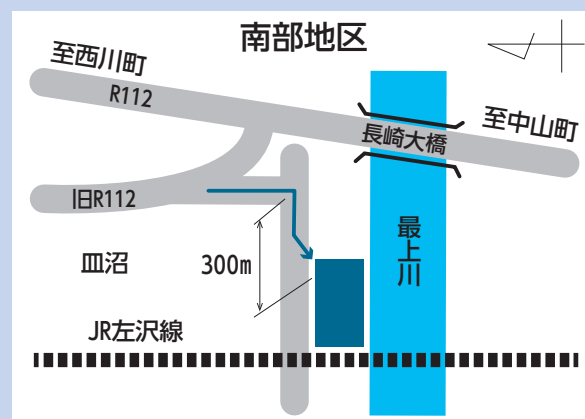 南部地区
至西川町
R112
長崎大橋
至中山町
旧R112
最上川
皿沼
300m
JR左沢線